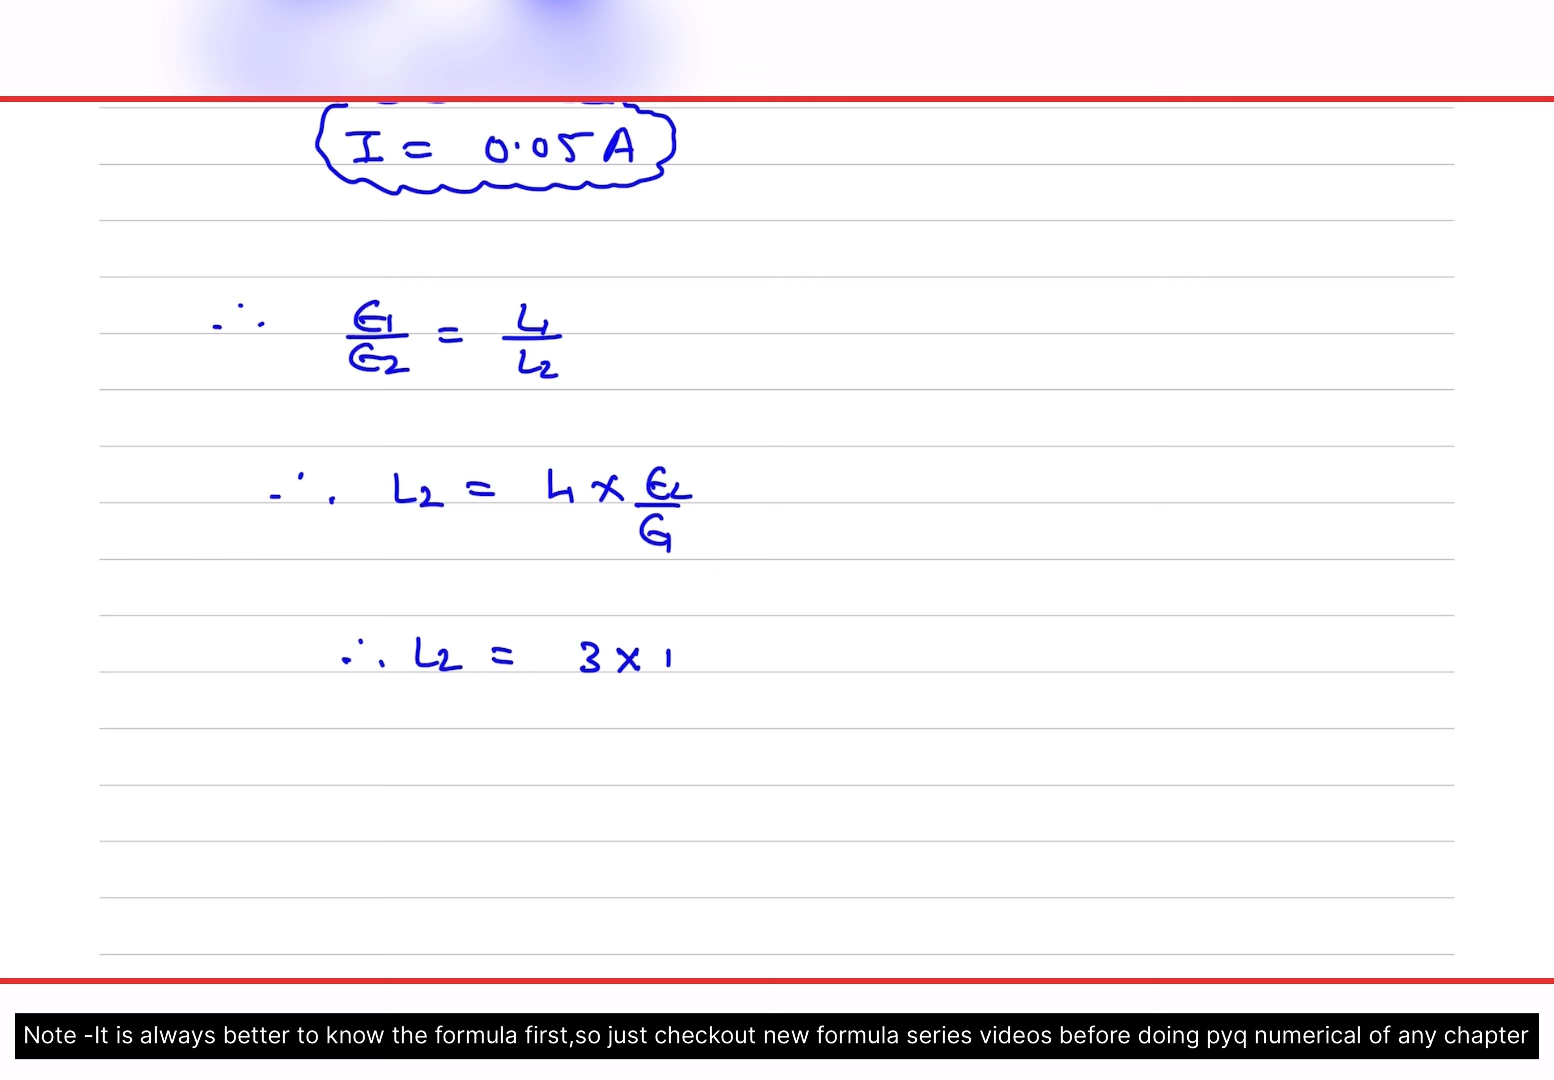 I = 0.05 A
∴ E1/E2 = L1/L2
∴ L2 = L1 × E2/E1
∴ L2 = 3 × 1
Note -It is always better to know the formula first,so just checkout new formula series videos before doing pyq numerical of any chapter